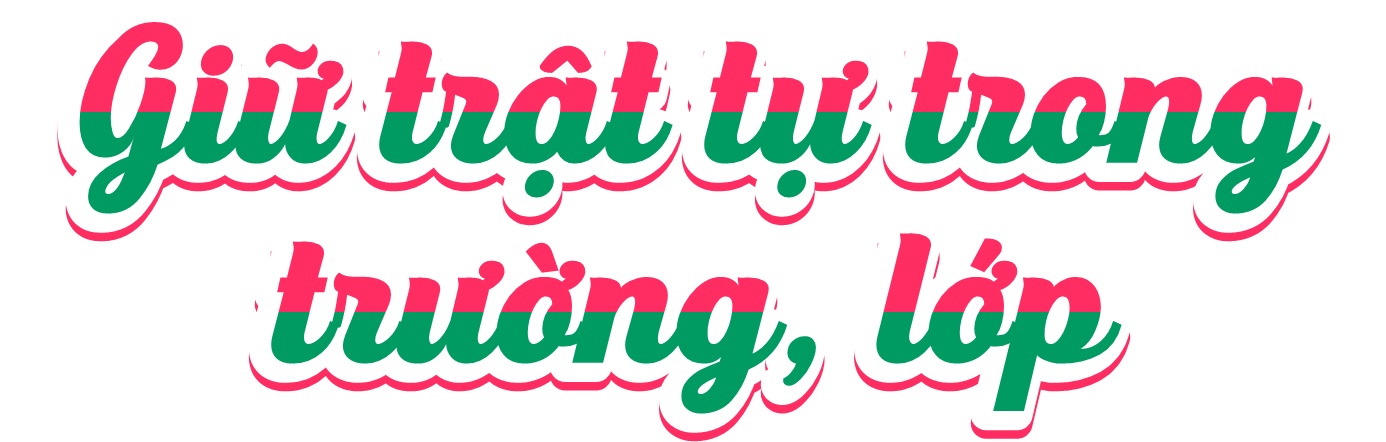 Giữ trật tự trong
trường, lớp